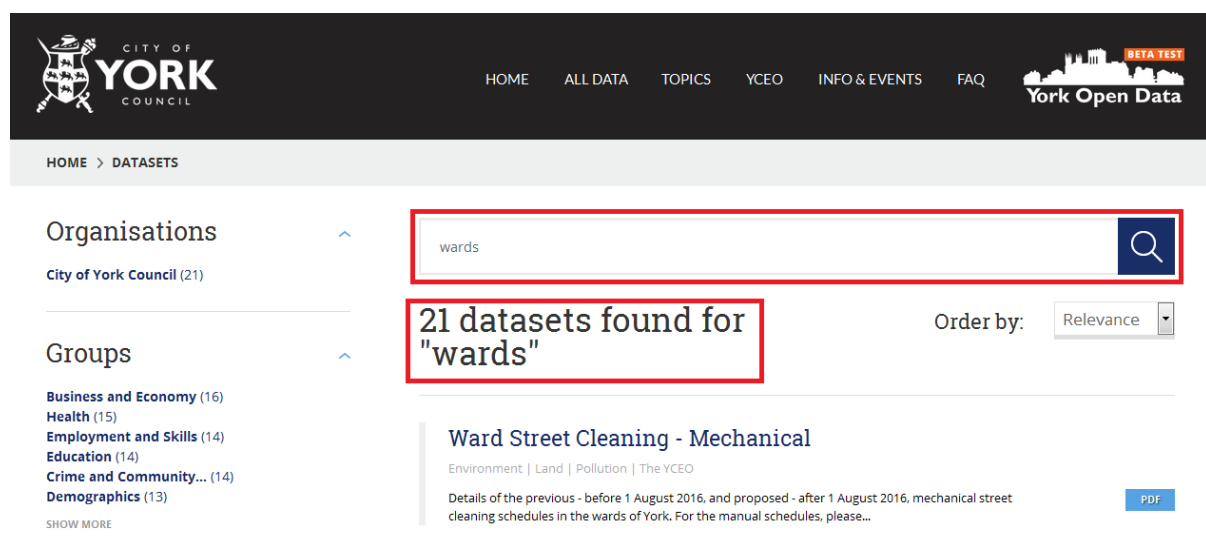 CITY OF
YORK
COUNCIL
HOME ALL DATA TOPICS YCEO INFO & EVENTS FAQ
BETA TEST
York Open Data
HOME > DATASETS
Organisations
City of York Council (21)
Groups
Business and Economy (16)
Health (15)
Employment and Skills (14)
Education (14)
Crime and Community... (14)
Demographics (13)
SHOW MORE
wards
21 datasets found for
"wards"
Order by: Relevance
Ward Street Cleaning - Mechanical
Environment | Land | Pollution | The YCEO
Details of the previous - before 1 August 2016, and proposed - after 1 August 2016, mechanical street
cleaning schedules in the wards of York. For the manual schedules, please...
PDF